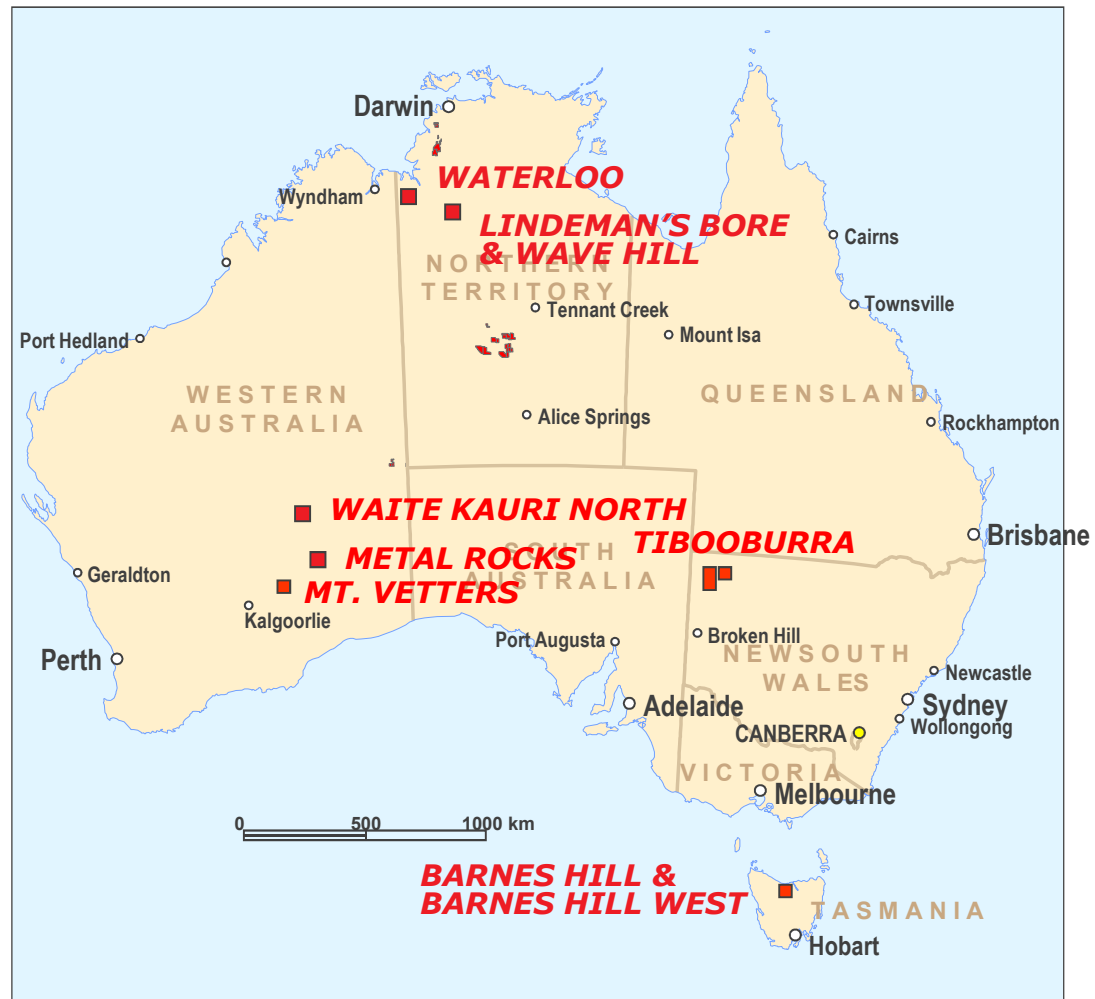 Darwin
WATERLOO
Wyndham
LINDEMAN'S BORE
& WAVE HILL
Cairns
NORTHERN
TERRITORY
Tennant Creek
Townsville
Port Hedland
Mount Isa
WESTERN
AUSTRALIA
QUEENSLAND
Alice Springs
Rockhampton
WAITE KAURI NORTH
TIBOOBURRA
Brisbane
METAL ROCKS
SOUTH
AUSTRALIA
Geraldton
MT. VETTERS
Kalgoorlie
Port Augusta
Broken Hill
Perth
NEWSOUTH
WALES
Newcastle
Adelaide
Sydney
Wollongong
CANBERRA
VICTORIA
Melbourne
0 500 1000 km
BARNES HILL &
BARNES HILL WEST
TASMANIA
Hobart